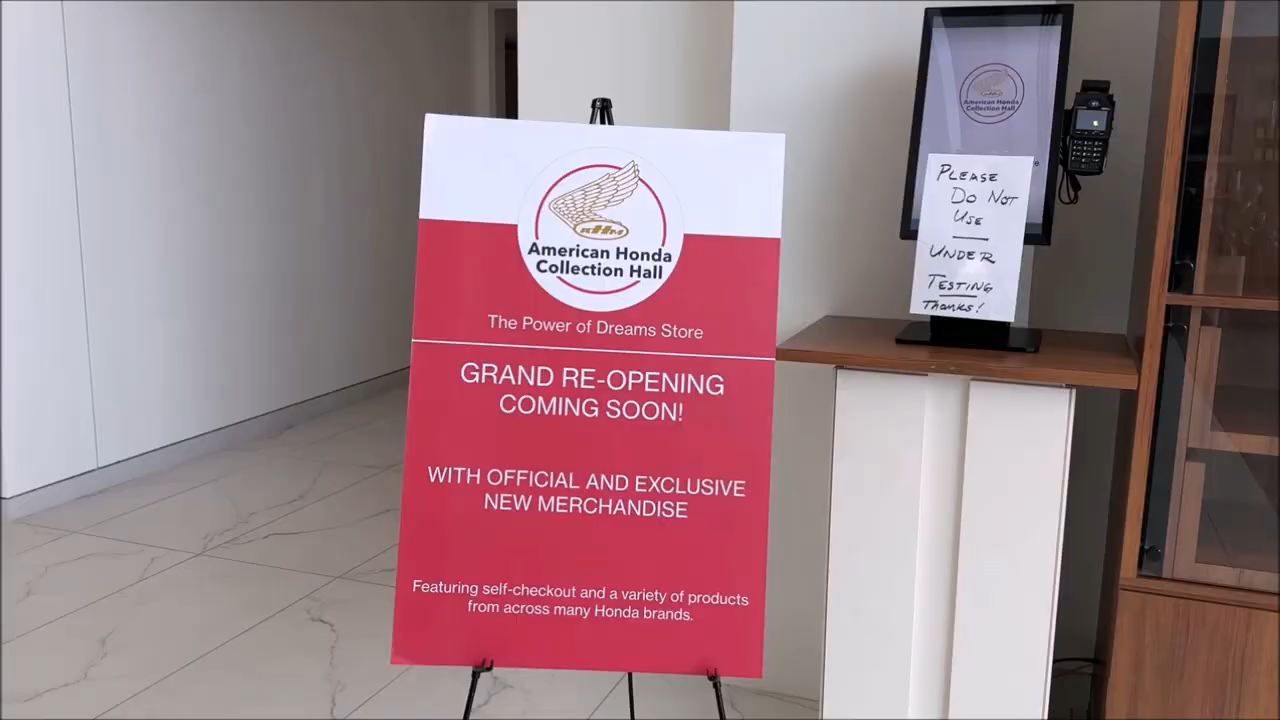 American Honda
Collection Hall
The Power of Dreams Store
GRAND RE-OPENING
COMING SOON!
WITH OFFICIAL AND EXCLUSIVE
NEW MERCHANDISE
Featuring self-checkout and a variety of products
from across many Honda brands.
American Honda
Collection Hall
PLEASE
DO NOT
USE
UNDER
TESTING
THANKS!